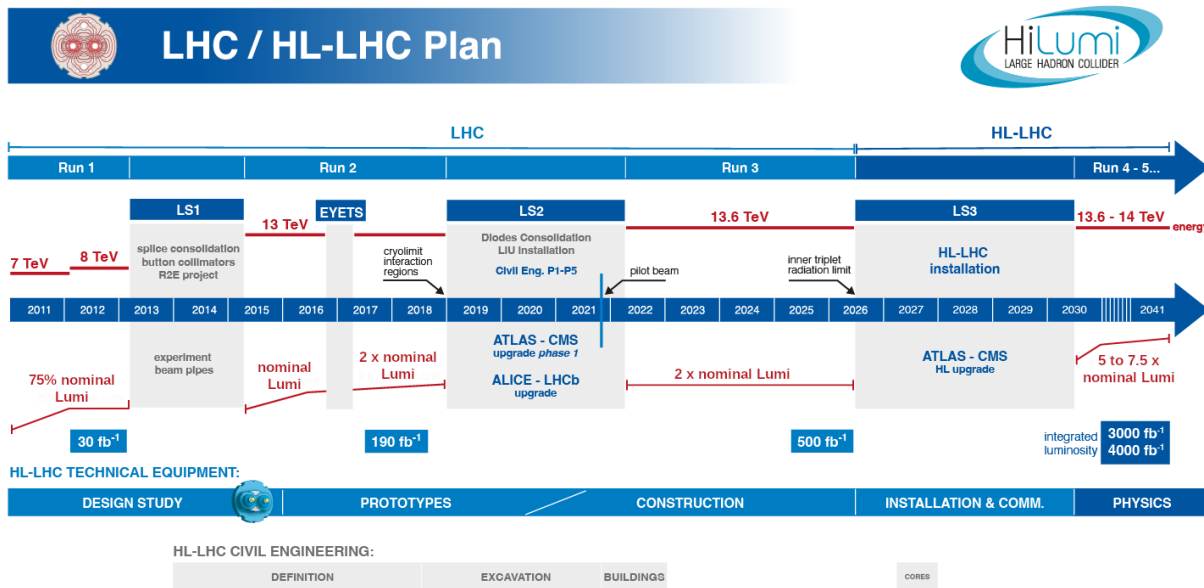 LHC / HL-LHC Plan
HiLumi
LARGE HADRON COLLIDER
LHC
HL-LHC
Run 1
Run 2
Run 3
Run 4 - 5...
LS1
EYETS
LS2
LS3
13 TeV
13.6 TeV
13.6 - 14 TeV
energy
7 TeV
8 TeV
splice consolidation
button collimators
R2E project
cryolimit
interaction
regions
Diodes Consolidation
LIU Installation
Civil Eng. P1-P5
pilot beam
inner triplet
radiation limit
HL-LHC
installation
2011
2012
2013
2014
2015
2016
2017
2018
2019
2020
2021
2022
2023
2024
2025
2026
2027
2028
2029
2030
2041
75% nominal
Lumi
experiment
beam pipes
nominal
Lumi
2 x nominal
Lumi
ATLAS - CMS
upgrade phase 1
ALICE - LHCb
upgrade
2 x nominal Lumi
ATLAS - CMS
HL upgrade
5 to 7.5 x
nominal Lumi
30 fb⁻¹
190 fb⁻¹
500 fb⁻¹
integrated
luminosity
3000 fb⁻¹
4000 fb⁻¹
HL-LHC TECHNICAL EQUIPMENT:
DESIGN STUDY
PROTOTYPES
CONSTRUCTION
INSTALLATION & COMM.
PHYSICS
HL-LHC CIVIL ENGINEERING:
DEFINITION
EXCAVATION
BUILDINGS
CORES